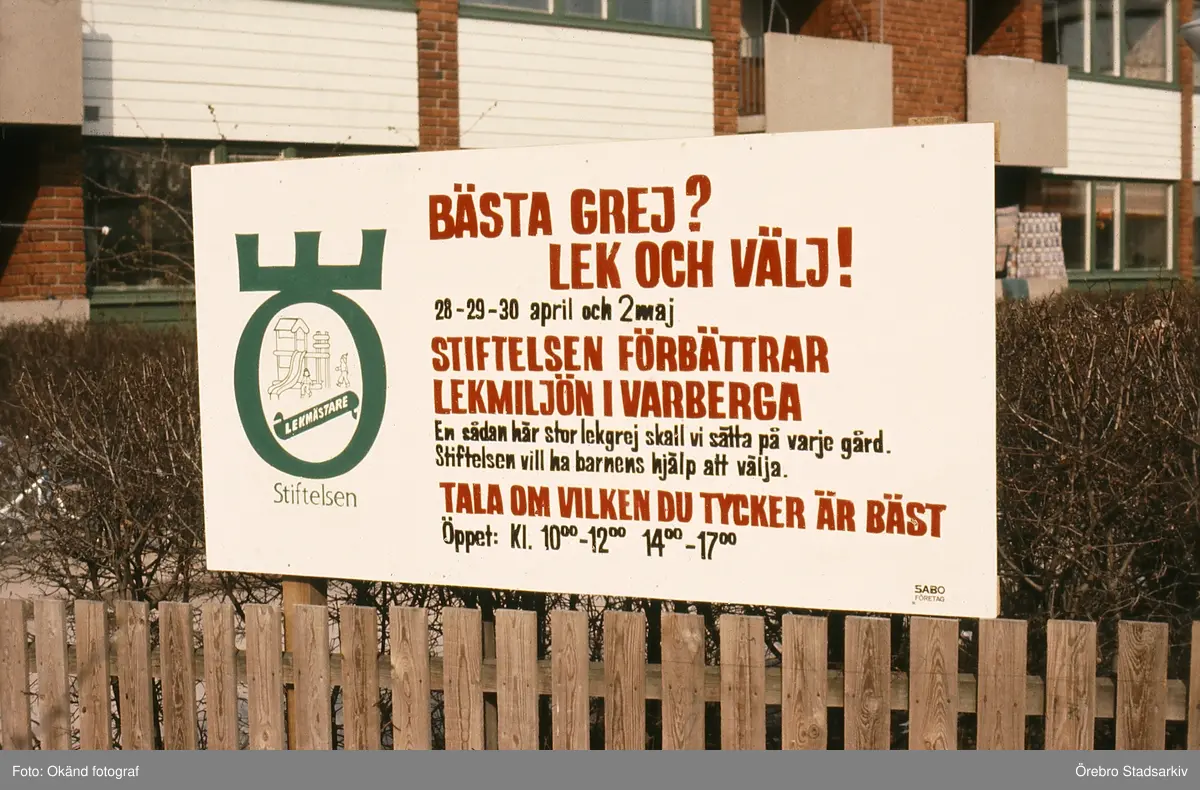 BÄSTA GREJ?
LEK OCH VÄLJ!
28-29-30 april och 2 maj
STIFTELSEN FÖRBÄTTRAR
LEKMILJÖN I VARBERGA
En sådan här stor lekgrej skall vi sätta på varje gård.
Stiftelsen vill ha barnens hjälp att välja.
TALA OM VILKEN DU TYCKER ÄR BÄST
Öppet: Kl. 10⁰⁰-12⁰⁰ 14⁰⁰-17⁰⁰
LEKMÄSTARE
Stiftelsen
SABO
FÖRETAG
Foto: Okänd fotograf
Örebro Stadsarkiv